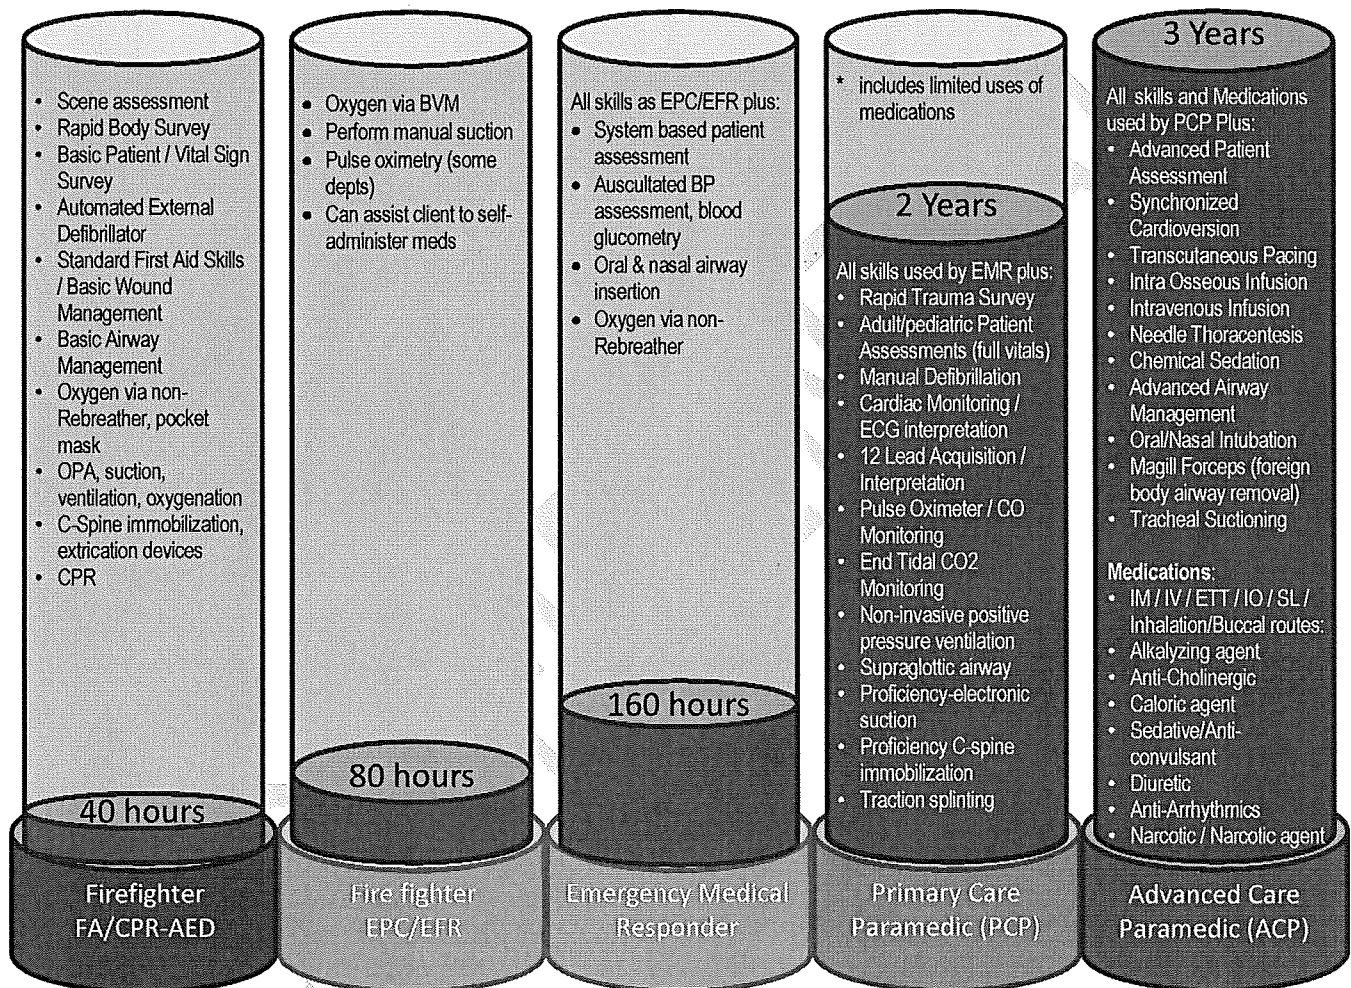 • Scene assessment
• Rapid Body Survey
• Basic Patient / Vital Sign
Survey
• Automated External
Defibrillator
• Standard First Aid Skills
/ Basic Wound
Management
• Basic Airway
Management
• Oxygen via non-
Rebreather, pocket
mask
• OPA, suction,
ventilation, oxygenation
• C-Spine immobilization,
extrication devices
• CPR
40 hours
Firefighter
FA/CPR-AED
• Oxygen via BVM
• Perform manual suction
• Pulse oximetry (some
depts)
• Can assist client to self-
administer meds
80 hours
Fire fighter
EPC/EFR
All skills as EPC/EFR plus:
• System based patient
assessment
• Auscultated BP
assessment, blood
glucometry
• Oral & nasal airway
insertion
• Oxygen via non-
Rebreather
160 hours
Emergency Medical
Responder
* includes limited uses of
medications
2 Years
All skills used by EMR plus:
• Rapid Trauma Survey
• Adult/pediatric Patient
Assessments (full vitals)
• Manual Defibrillation
• Cardiac Monitoring /
ECG interpretation
• 12 Lead Acquisition /
Interpretation
• Pulse Oximeter / CO
Monitoring
• End Tidal CO2
Monitoring
• Non-invasive positive
pressure ventilation
• Supraglottic airway
• Proficiency-electronic
suction
• Proficiency C-spine
immobilization
• Traction splinting
Primary Care
Paramedic (PCP)
3 Years
All skills and Medications
used by PCP Plus:
• Advanced Patient
Assessment
• Synchronized
Cardioversion
• Transcutaneous Pacing
• Intra Osseous Infusion
• Intravenous Infusion
• Needle Thoracentesis
• Chemical Sedation
• Advanced Airway
Management
• Oral/Nasal Intubation
• Magill Forceps (foreign
body airway removal)
• Tracheal Suctioning
Medications:
• IM / IV / ETT / IO / SL /
Inhalation/Buccal routes:
• Alkalyzing agent
• Anti-Cholinergic
• Caloric agent
• Sedative/Anti-
convulsant
• Diuretic
• Anti-Arrhythmics
• Narcotic / Narcotic agent
Advanced Care
Paramedic (ACP)